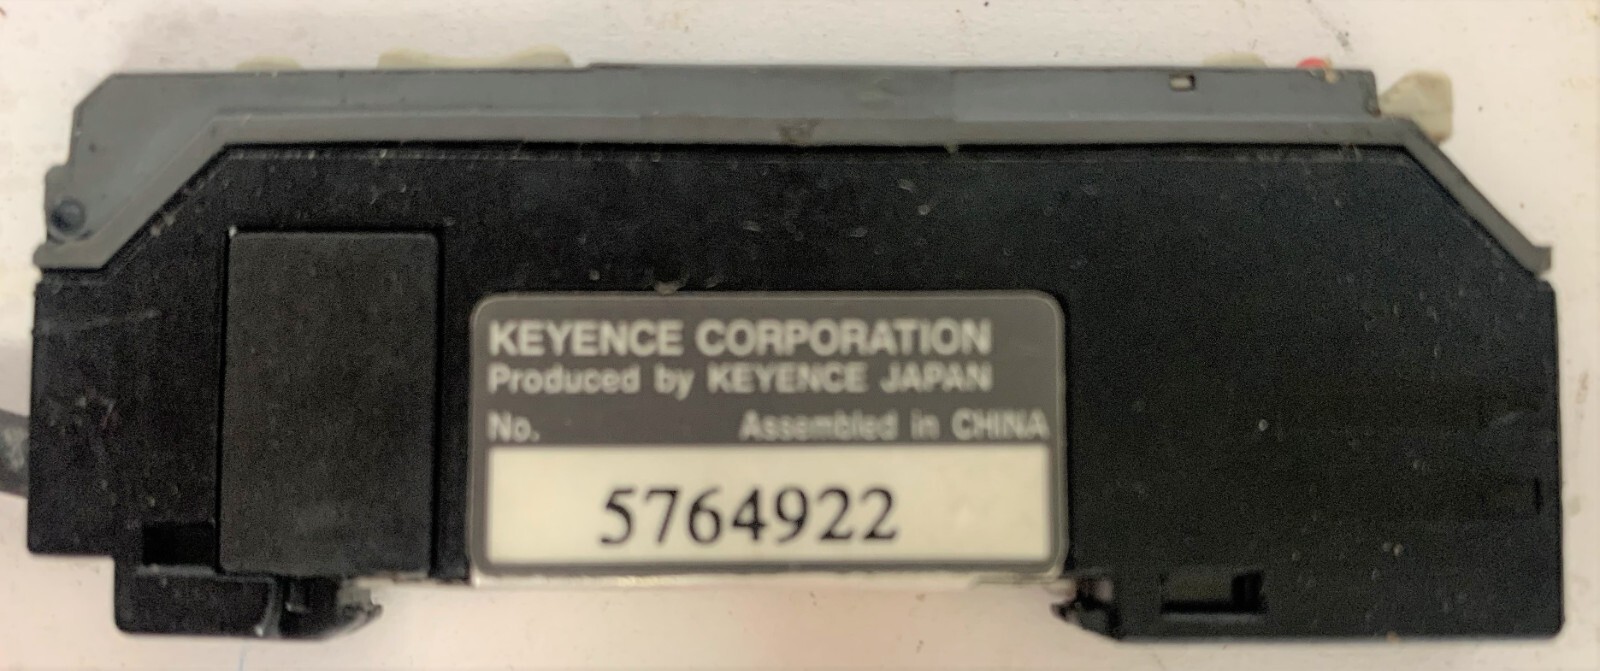 KEYENCE CORPORATION
Produced by KEYENCE JAPAN
No. Assembled in CHINA
5764922